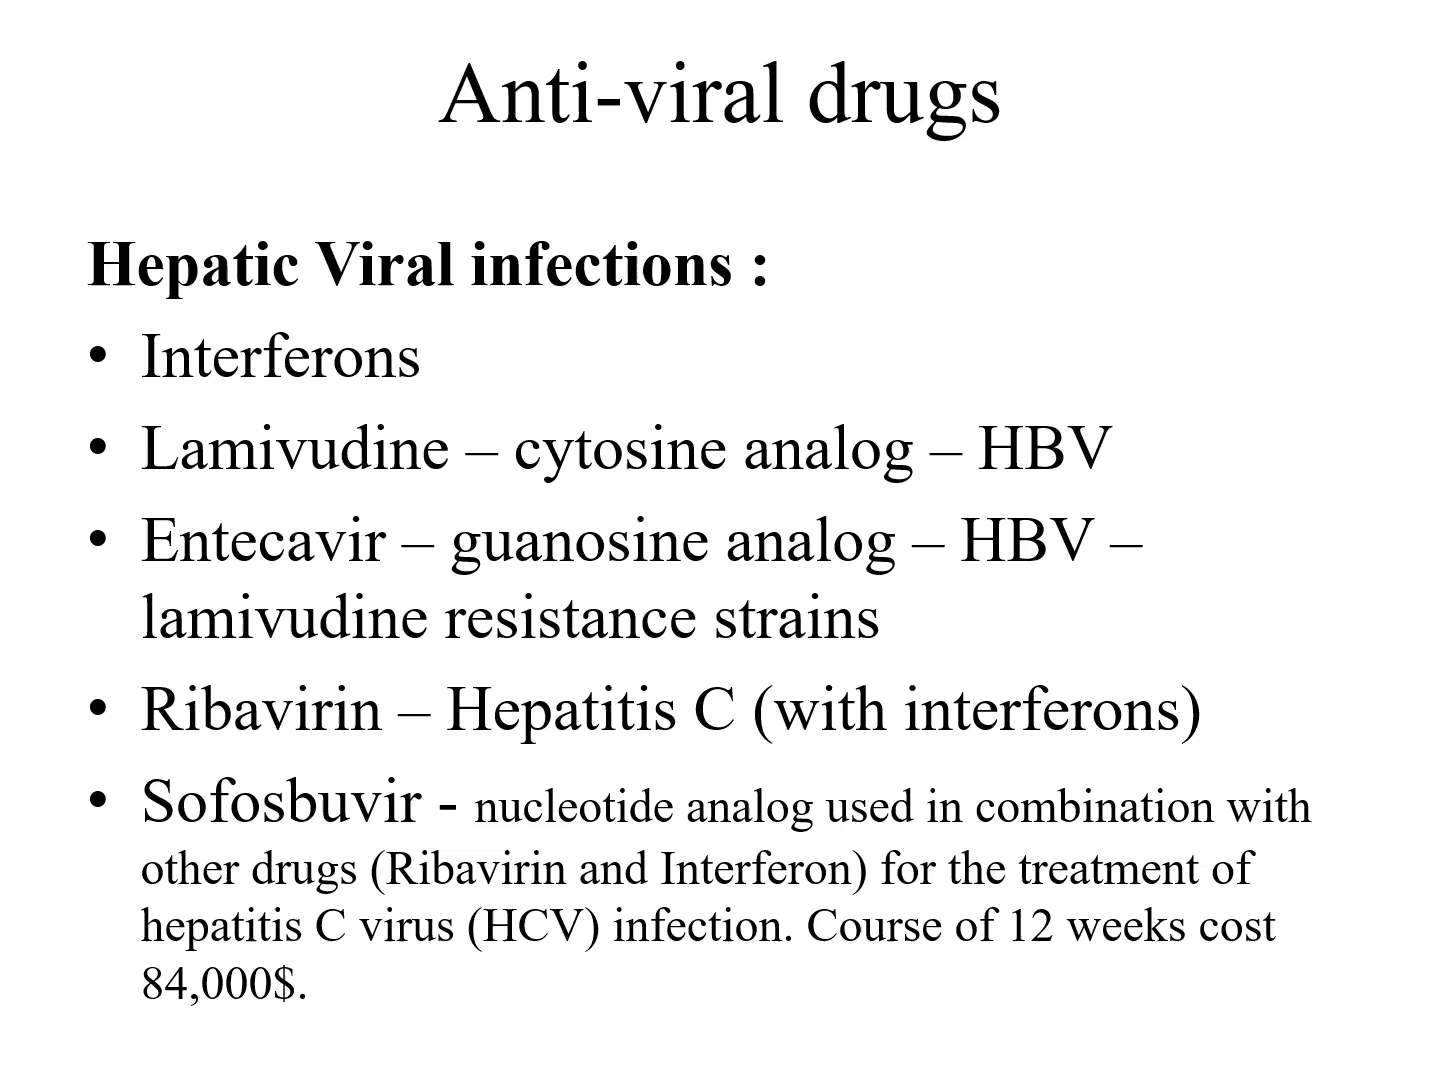 Anti-viral drugs
Hepatic Viral infections :
• Interferons
• Lamivudine – cytosine analog – HBV
• Entecavir – guanosine analog – HBV –
lamivudine resistance strains
• Ribavirin – Hepatitis C (with interferons)
• Sofosbuvir - nucleotide analog used in combination with
other drugs (Ribavirin and Interferon) for the treatment of
hepatitis C virus (HCV) infection. Course of 12 weeks cost
84,000$.